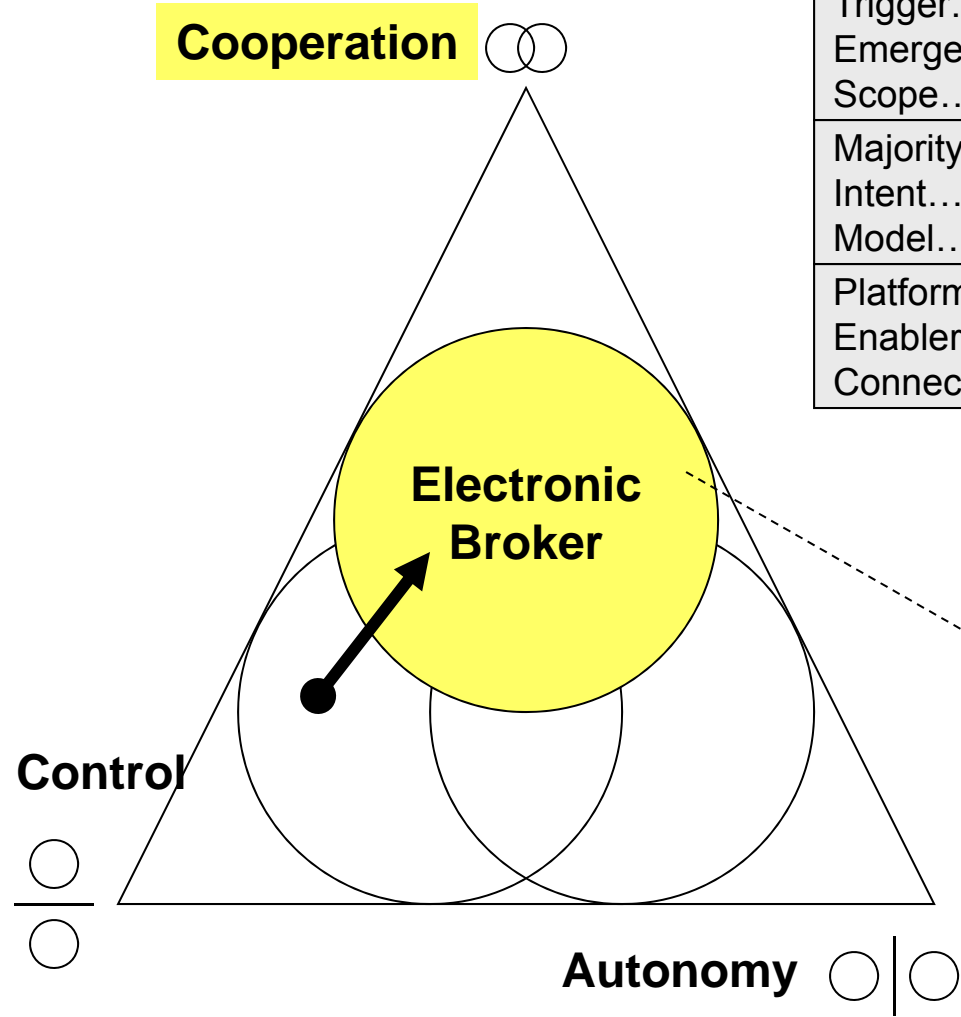 Cooperation
Trigger…
Emerge
Scope…
Majority
Intent…
Model…
Platform
Enabler
Connec
Electronic
Broker
Control
Autonomy